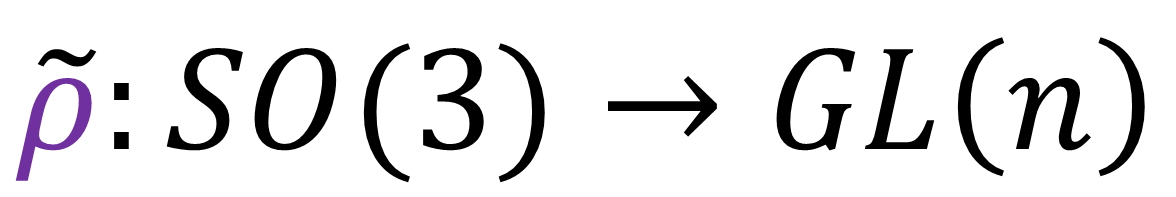 ρ̃: SO(3) → GL(n)